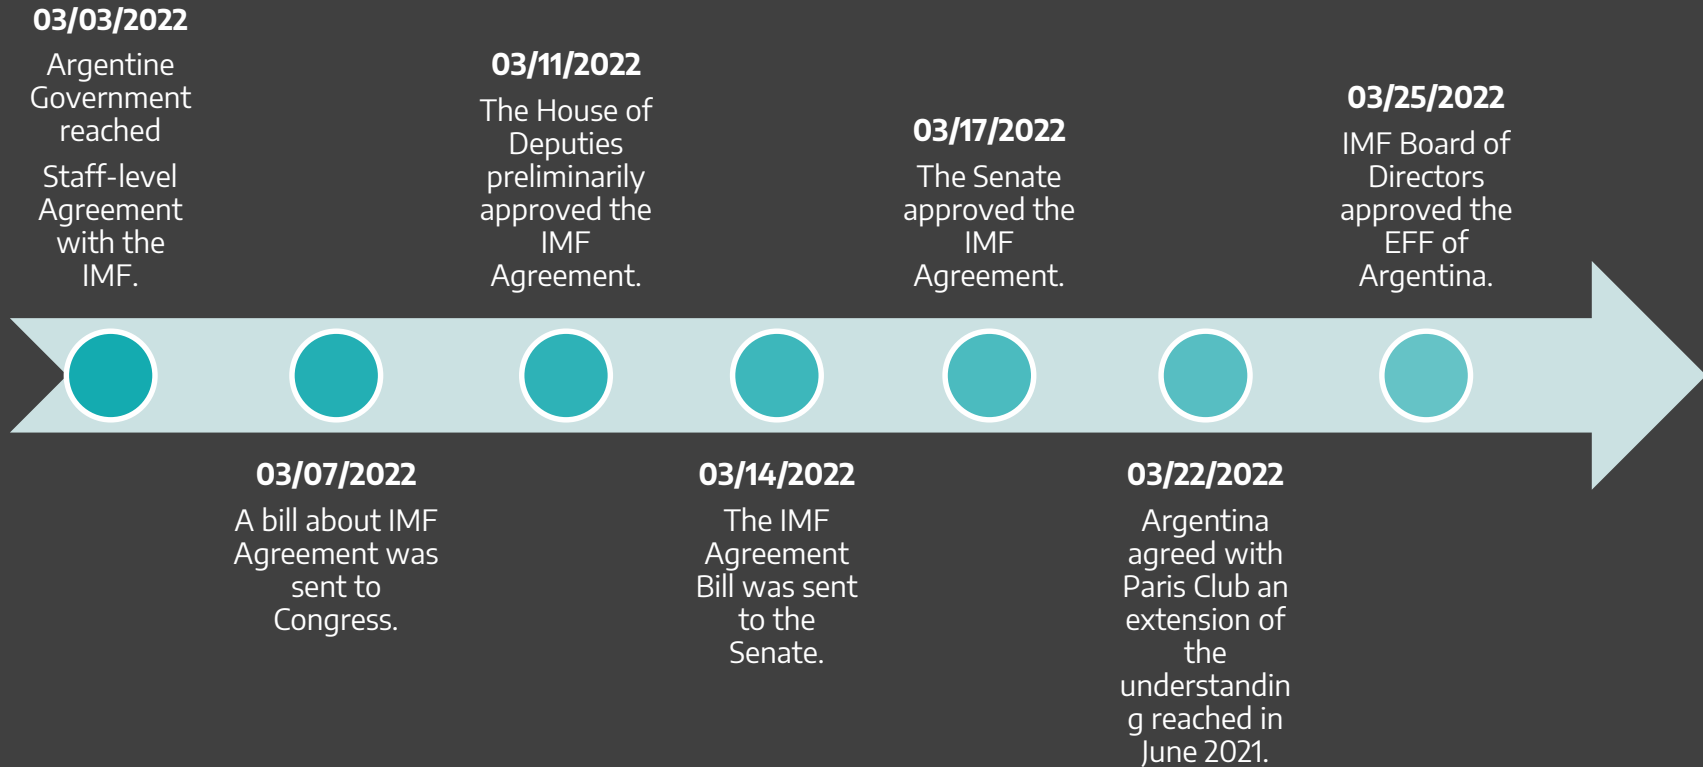 03/03/2022
Argentine
Government
reached
Staff-level
Agreement
with the
IMF.
03/07/2022
A bill about IMF
Agreement was
sent to
Congress.
03/11/2022
The House of
Deputies
preliminarily
approved the
IMF
Agreement.
03/14/2022
The IMF
Agreement
Bill was sent
to the
Senate.
03/17/2022
The Senate
approved the
IMF
Agreement.
03/22/2022
Argentina
agreed with
Paris Club an
extension of
the
understandin
g reached in
June 2021.
03/25/2022
IMF Board of
Directors
approved the
EFF of
Argentina.